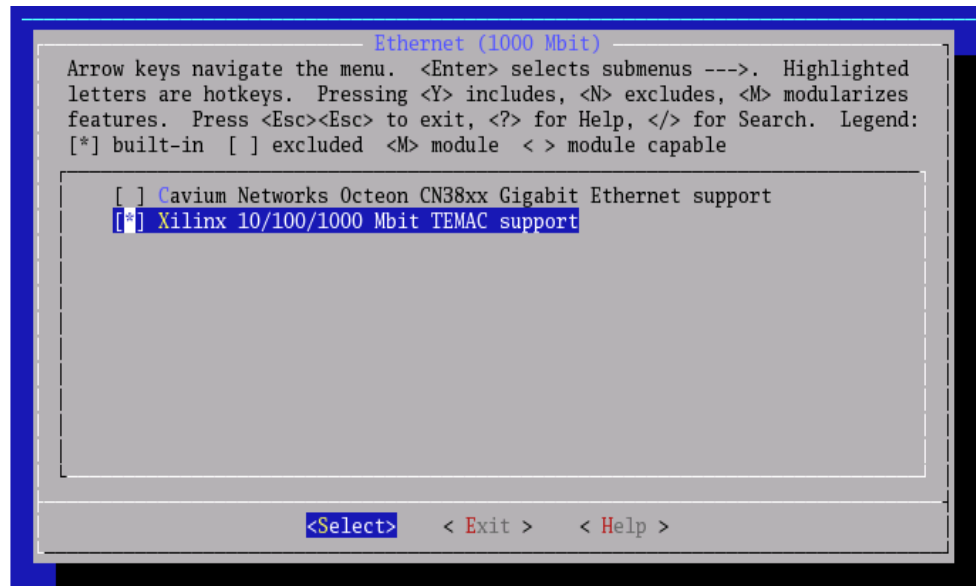 Ethernet (1000 Mbit)
Arrow keys navigate the menu.  <Enter> selects submenus --->.  Highlighted
letters are hotkeys.  Pressing <Y> includes, <N> excludes, <M> modularizes
features.  Press <Esc><Esc> to exit, <?> for Help, </> for Search.  Legend:
[*] built-in  [ ] excluded  <M> module  < > module capable
[ ] Cavium Networks Octeon CN38xx Gigabit Ethernet support
[*] Xilinx 10/100/1000 Mbit TEMAC support
<Select>    < Exit >    < Help >